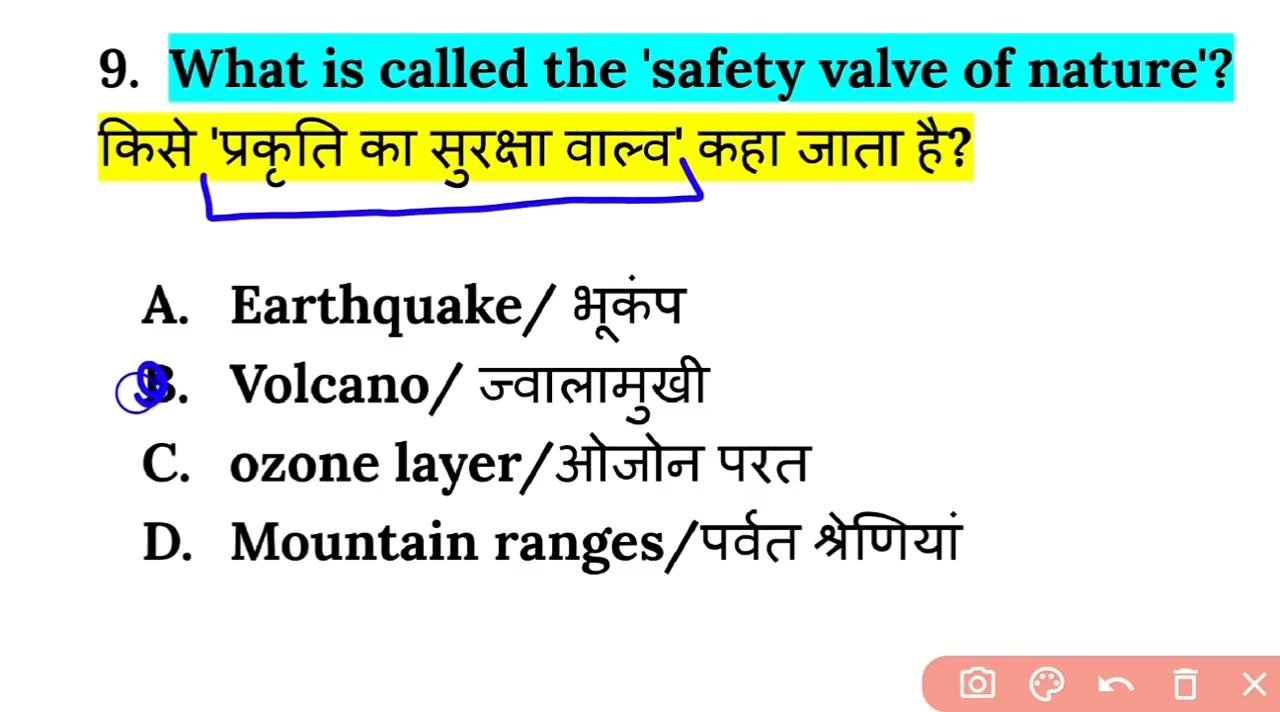 9. What is called the 'safety valve of nature'?
किसे 'प्रकृति का सुरक्षा वाल्व' कहा जाता है?
A. Earthquake/ भूकंप
B. Volcano/ ज्वालामुखी
C. ozone layer/ओजोन परत
D. Mountain ranges/पर्वत श्रेणियां